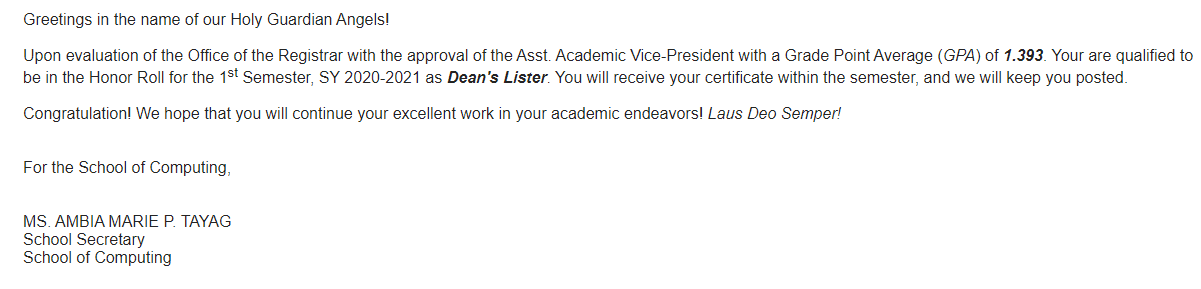 Greetings in the name of our Holy Guardian Angels!
Upon evaluation of the Office of the Registrar with the approval of the Asst. Academic Vice-President with a Grade Point Average (GPA) of 1.393. Your are qualified to
be in the Honor Roll for the 1st Semester, SY 2020-2021 as Dean's Lister. You will receive your certificate within the semester, and we will keep you posted.
Congratulation! We hope that you will continue your excellent work in your academic endeavors! Laus Deo Semper!
For the School of Computing,
MS. AMBIA MARIE P. TAYAG
School Secretary
School of Computing